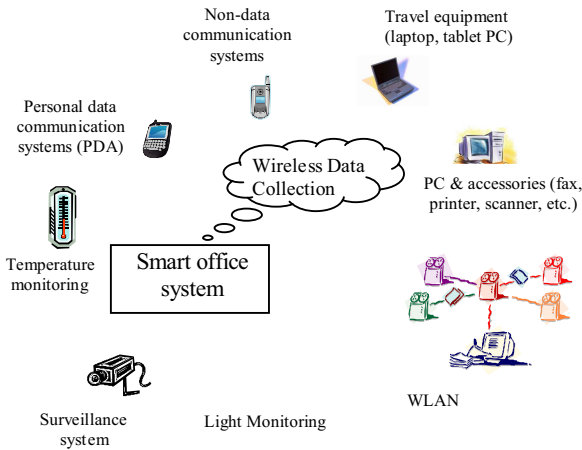 Non-data
communication
systems
Travel equipment
(laptop, tablet PC)
Personal data
communication
systems (PDA)
Wireless Data
Collection
PC & accessories (fax,
printer, scanner, etc.)
Temperature
monitoring
Smart office
system
WLAN
Surveillance
system
Light Monitoring